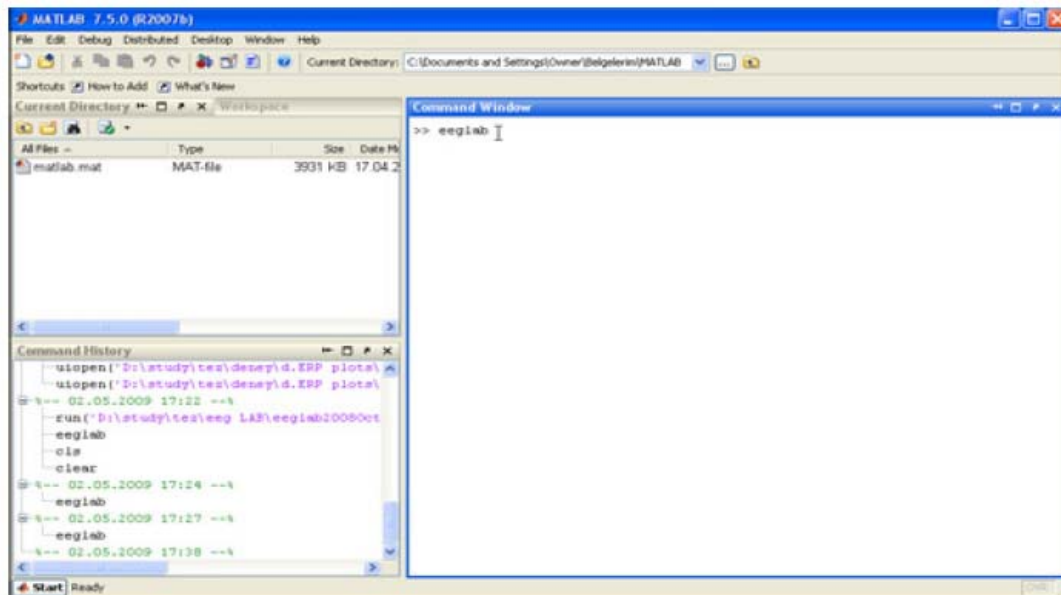 MATLAB 7.5.0 (R2007b)
File Edit Debug Distributed Desktop Window Help
Current Directory: C:\Documents and Settings\Owner\Belgelerim\MATLAB
Shortcuts How to Add What's New
Current Directory Workspace
All Files Type Size Date M
matlab.mat MAT-file 3931 KB 17.04.2
Command History
uiopen('D:\study\tez\deney\d.ERP plots\
uiopen('D:\study\tez\deney\d.ERP plots\
%-- 02.05.2009 17:22 --%
run('D:\study\tez\eeg LAB\eeglab2008Oct
eeglab
cls
clear
%-- 02.05.2009 17:24 --%
eeglab
%-- 02.05.2009 17:27 --%
eeglab
%-- 02.05.2009 17:38 --%
Command Window
>> eeglab
Start Ready
OVR